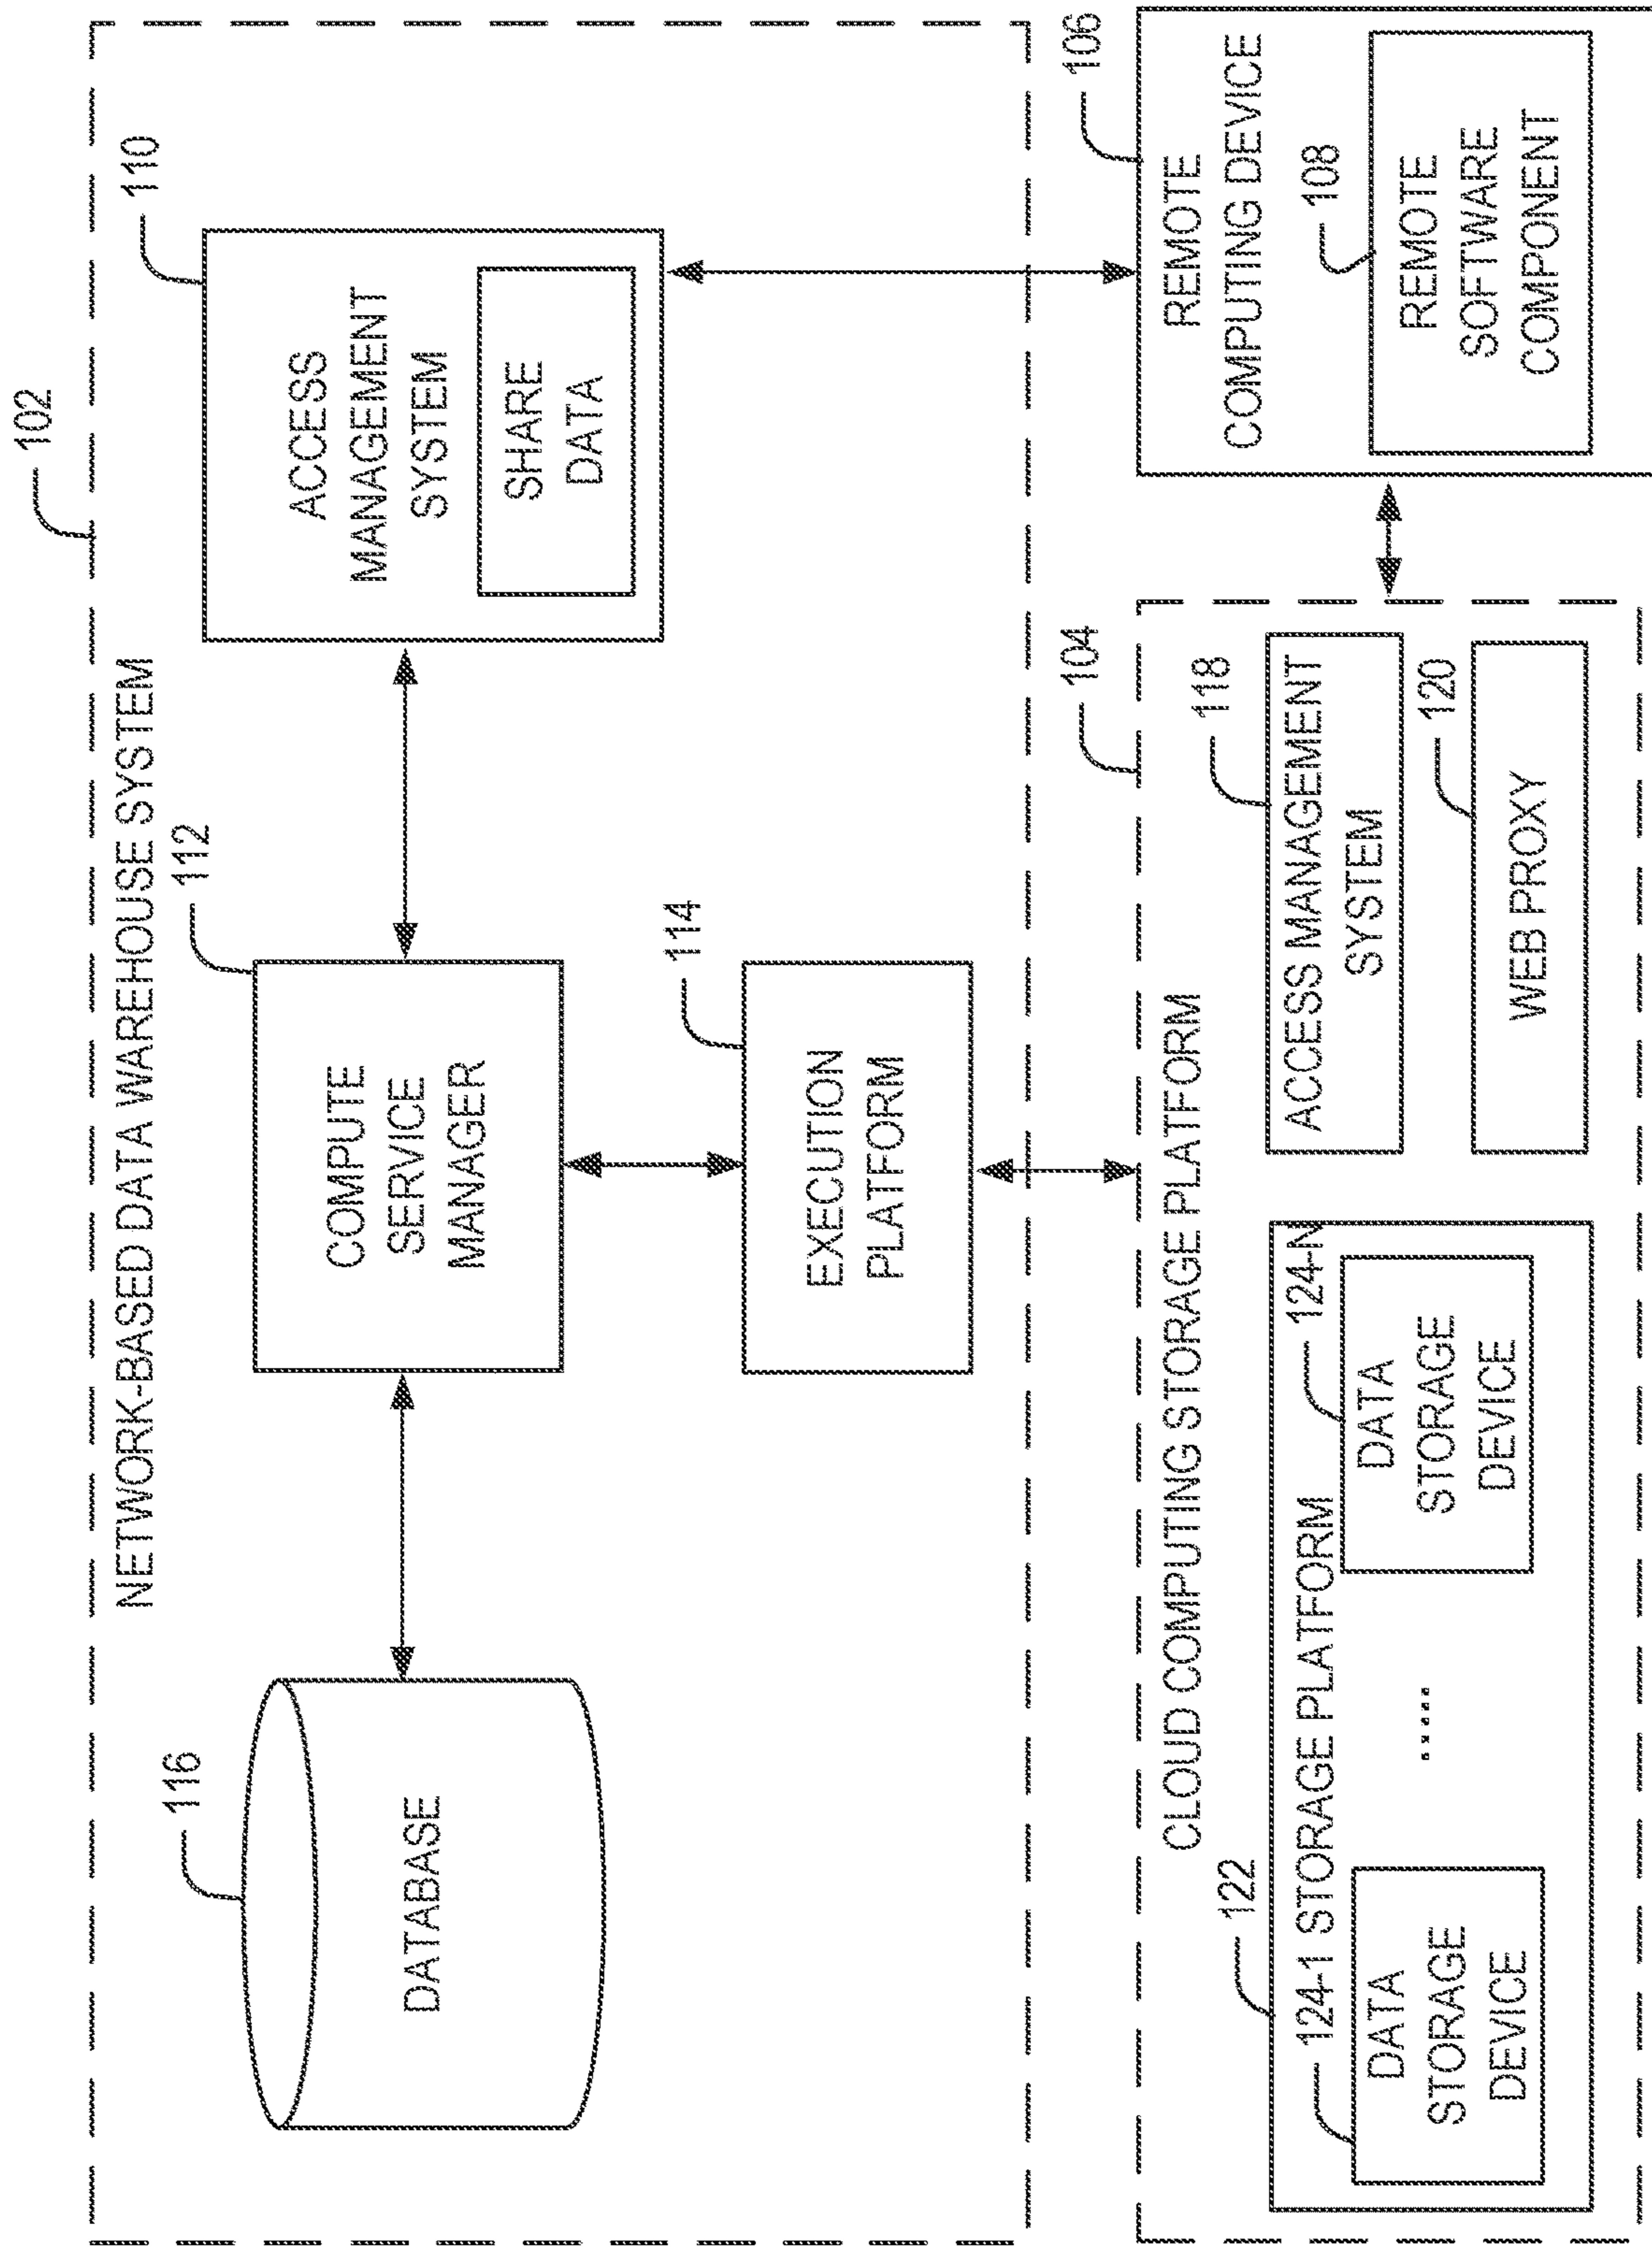 102
NETWORK-BASED DATA WAREHOUSE SYSTEM
116
DATABASE
112
COMPUTE
SERVICE
MANAGER
110
ACCESS
MANAGEMENT
SYSTEM
SHARE
DATA
114
EXECUTION
PLATFORM
104
CLOUD COMPUTING STORAGE PLATFORM
122
124-1 STORAGE PLATFORM 124-N
DATA
STORAGE
DEVICE
.....
DATA
STORAGE
DEVICE
118
ACCESS MANAGEMENT
SYSTEM
120
WEB PROXY
106
REMOTE
COMPUTING DEVICE
108
REMOTE
SOFTWARE
COMPONENT